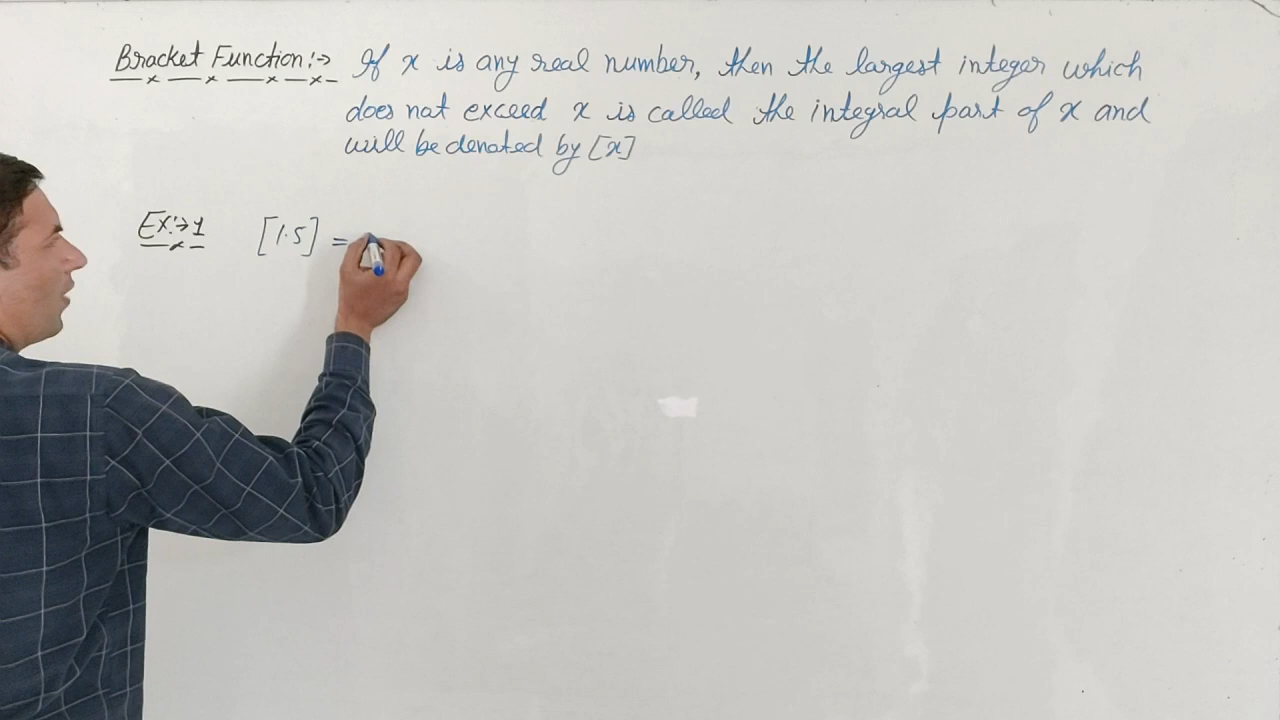 Bracket Function:→ If x is any real number, then the largest integer which
does not exceed x is called the integral part of x and
will be denoted by [x]
Ex:→1 [1.5] =